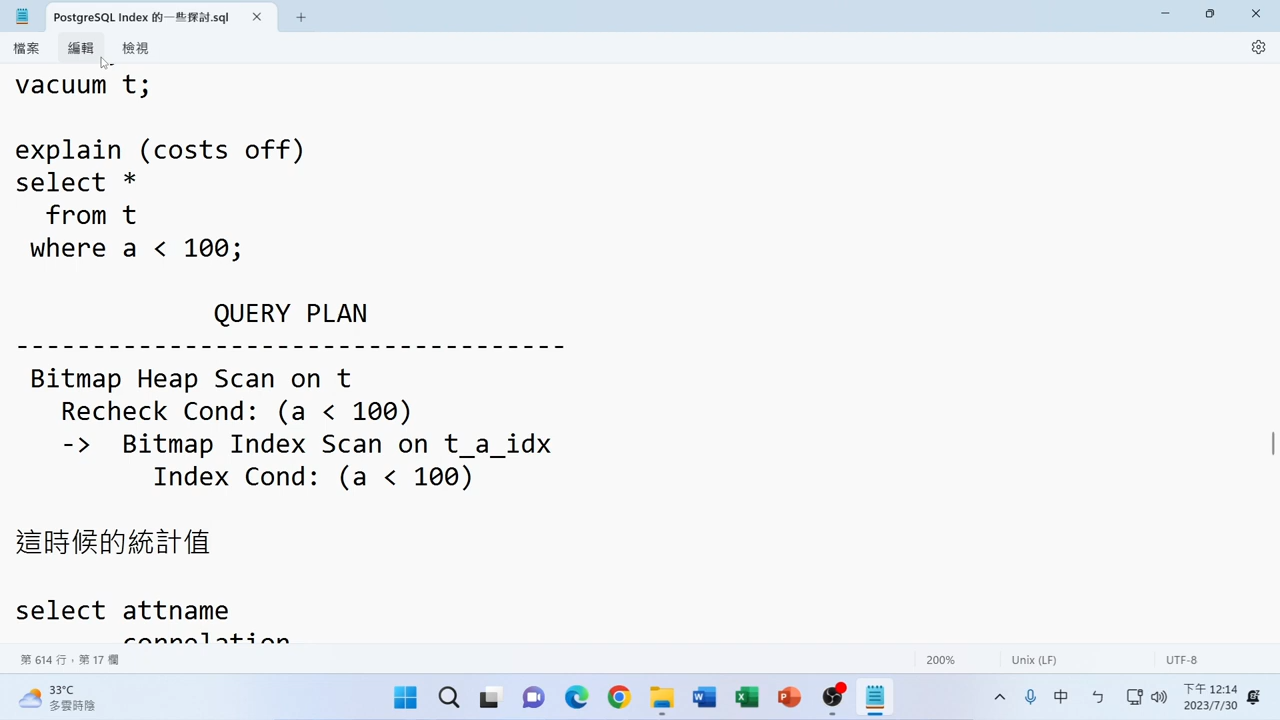 PostgreSQL Index 的一些探討.sql
檔案 編輯 檢視
vacuum t;
explain (costs off)
select *
from t
where a < 100;
QUERY PLAN
------------------------------------
Bitmap Heap Scan on t
Recheck Cond: (a < 100)
-> Bitmap Index Scan on t_a_idx
Index Cond: (a < 100)
這時候的統計值
select attname
correlation
第 614 行，第 17 欄 200% Unix (LF) UTF-8
33°C
多雲時陰
中
下午 12:14
2023/7/30